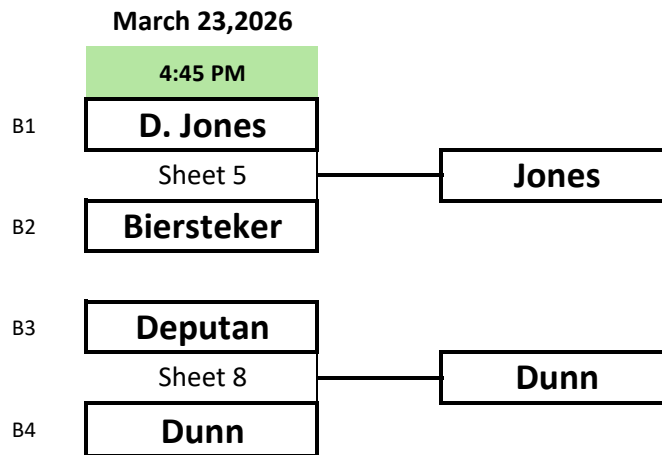 March 23,2026
4:45 PM
B1 D. Jones
Sheet 5 Jones
B2 Biersteker
B3 Deputan
Sheet 8 Dunn
B4 Dunn